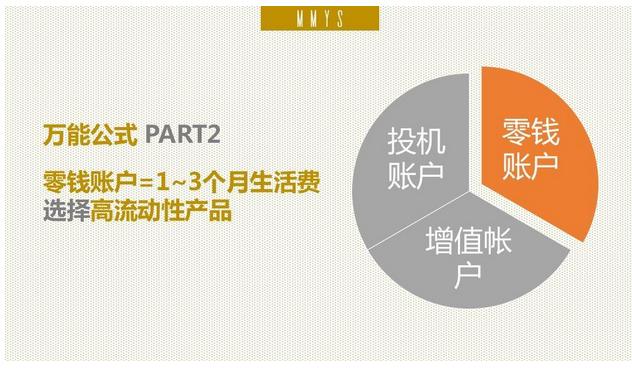 MMYS
万能公式 PART2
零钱账户=1~3个月生活费
选择高流动性产品
投机
账户
零钱
账户
增值帐
户